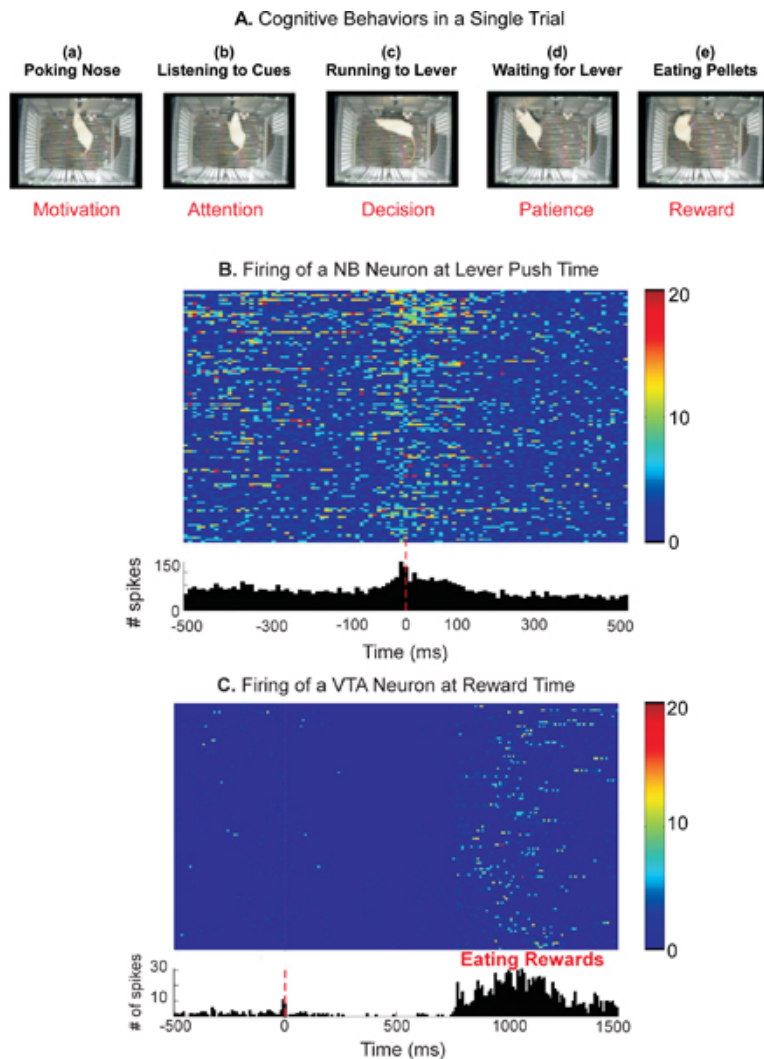 A. Cognitive Behaviors in a Single Trial
(a) (b) (c) (d) (e)
Poking Nose Listening to Cues Running to Lever Waiting for Lever Eating Pellets
Motivation Attention Decision Patience Reward
B. Firing of a NB Neuron at Lever Push Time
20
10
0
# spikes
150
0
-500 -300 -100 0 100 300 500
Time (ms)
C. Firing of a VTA Neuron at Reward Time
20
10
0
Eating Rewards
# of spikes
30
10
-500 0 500 1000 1500
Time (ms)